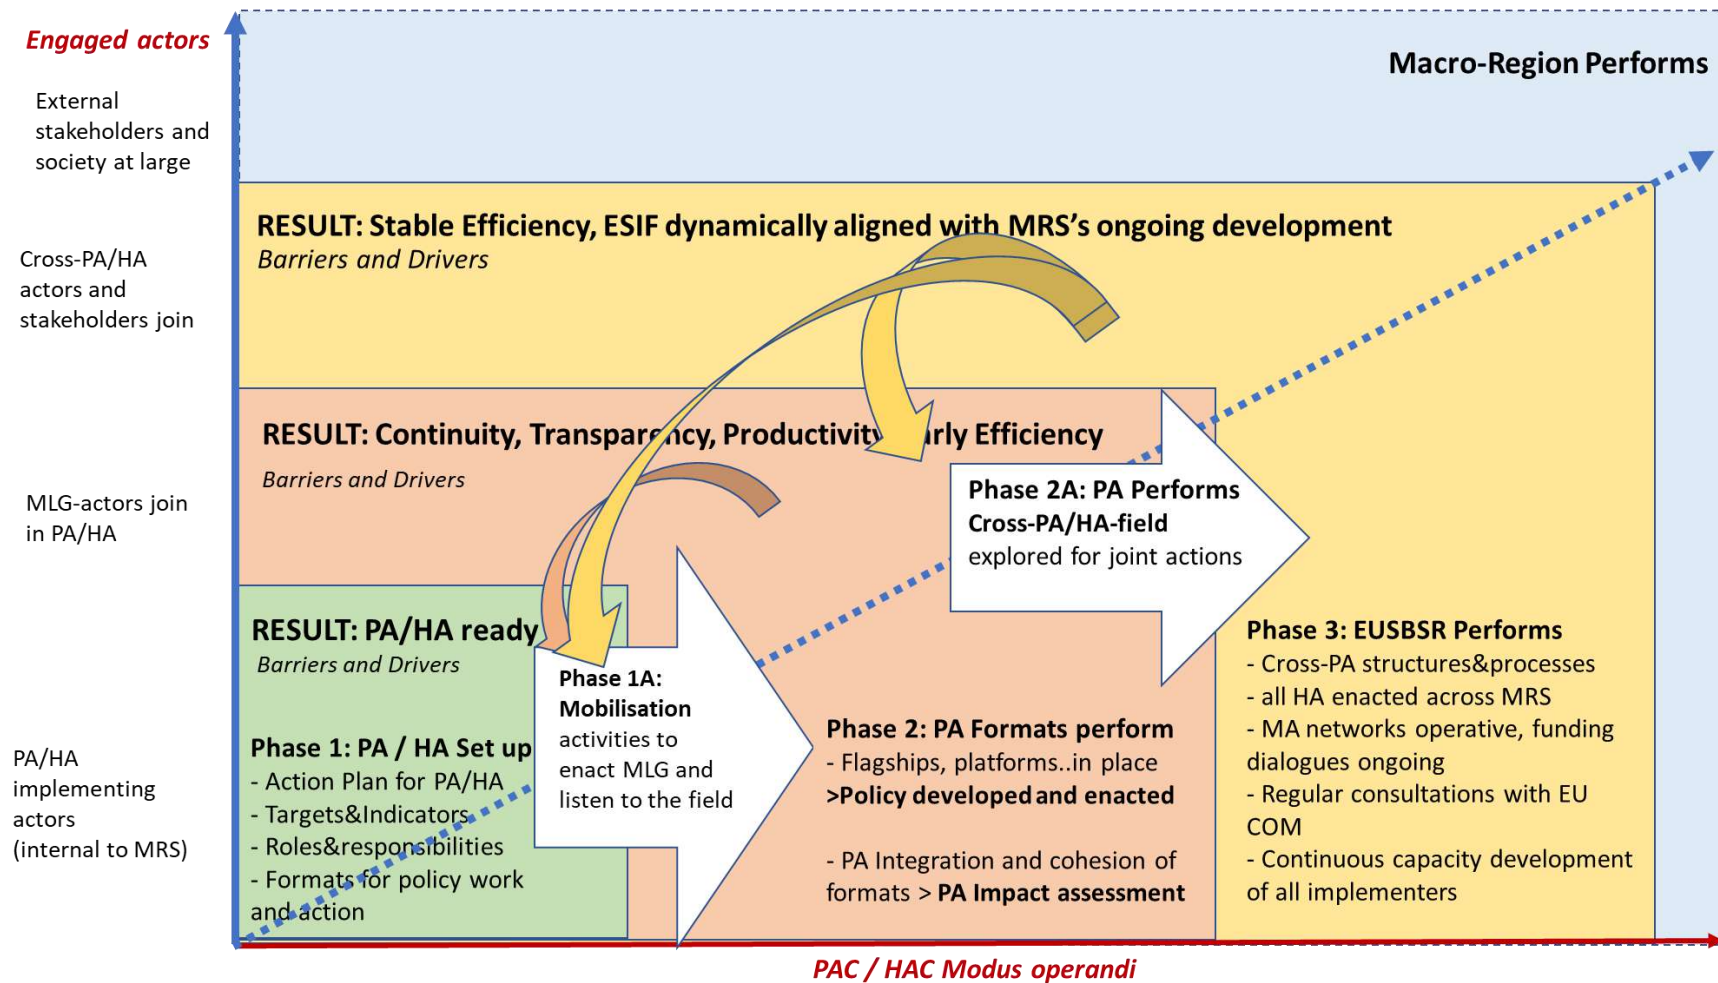 Engaged actors
External
stakeholders and
society at large
Cross-PA/HA
actors and
stakeholders join
MLG-actors join
in PA/HA
PA/HA
implementing
actors
(internal to MRS)
Macro-Region Performs
RESULT: Stable Efficiency, ESIF dynamically aligned with MRS's ongoing development
Barriers and Drivers
RESULT: Continuity, Transparency, Productivity, Early Efficiency
Barriers and Drivers
RESULT: PA/HA ready
Barriers and Drivers
Phase 1: PA / HA Set up
- Action Plan for PA/HA
- Targets&Indicators
- Roles&responsibilities
- Formats for policy work
and action
Phase 1A:
Mobilisation
activities to
enact MLG and
listen to the field
Phase 2: PA Formats perform
- Flagships, platforms..in place
>Policy developed and enacted
- PA Integration and cohesion of
formats > PA Impact assessment
Phase 2A: PA Performs
Cross-PA/HA-field
explored for joint actions
Phase 3: EUSBSR Performs
- Cross-PA structures&processes
- all HA enacted across MRS
- MA networks operative, funding
dialogues ongoing
- Regular consultations with EU
COM
- Continuous capacity development
of all implementers
PAC / HAC Modus operandi